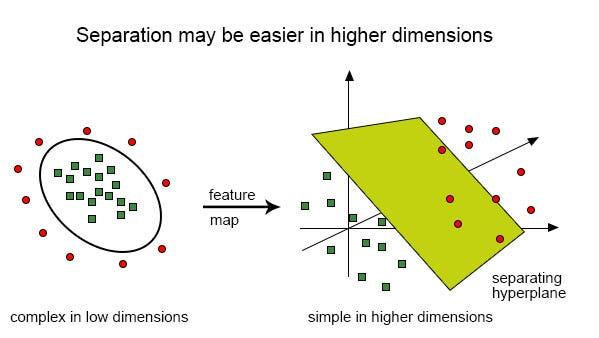 Separation may be easier in higher dimensions
feature
map
separating
hyperplane
complex in low dimensions
simple in higher dimensions